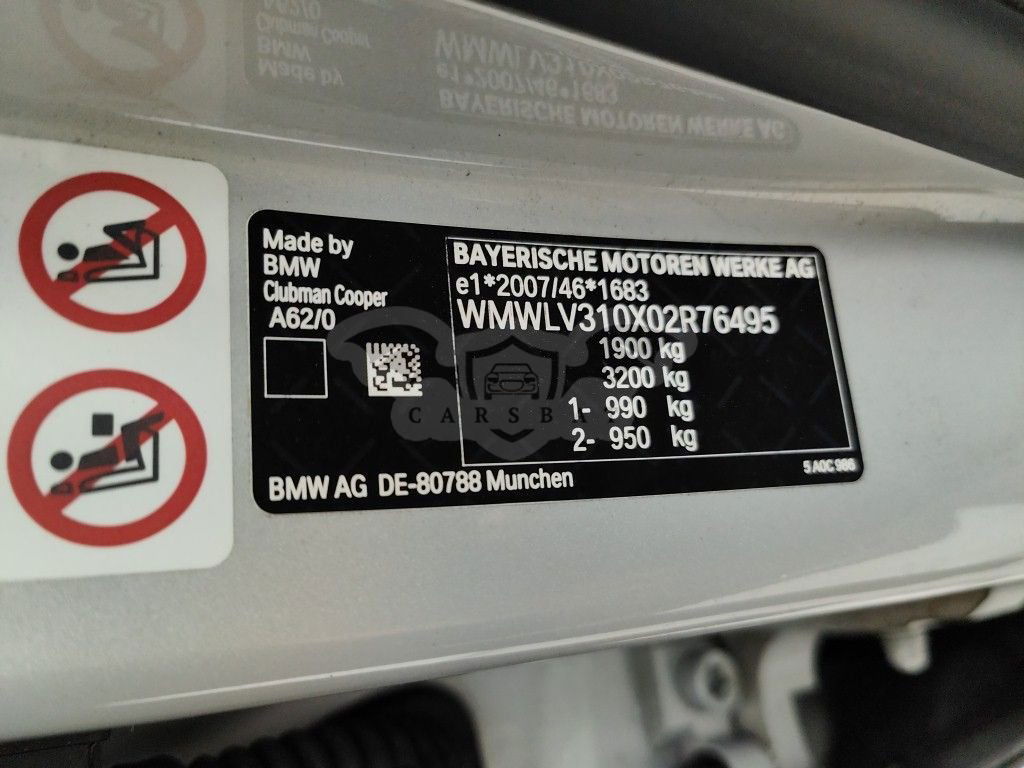 Made by
BMW
Clubman Cooper
A62/0
BAYERISCHE MOTOREN WERKE AG
e1*2007/46*1683
WMWLV310X02R76495
1900 kg
3200 kg
1- 990 kg
2- 950 kg
BMW AG DE-80788 Munchen
5 A0C 986